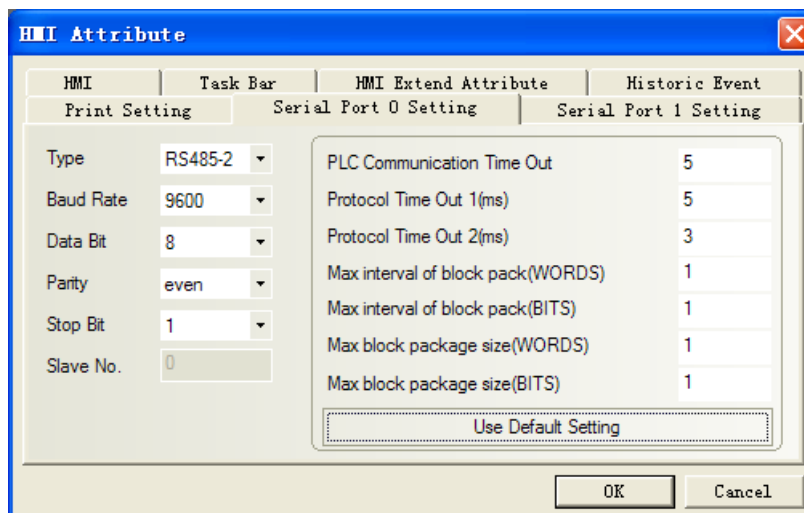 HMI Attribute
HMI Task Bar HMI Extend Attribute Historic Event
Print Setting Serial Port 0 Setting Serial Port 1 Setting
Type RS485-2
Baud Rate 9600
Data Bit 8
Parity even
Stop Bit 1
Slave No. 0
PLC Communication Time Out 5
Protocol Time Out 1(ms) 5
Protocol Time Out 2(ms) 3
Max interval of block pack(WORDS) 1
Max interval of block pack(BITS) 1
Max block package size(WORDS) 1
Max block package size(BITS) 1
Use Default Setting
OK Cancel